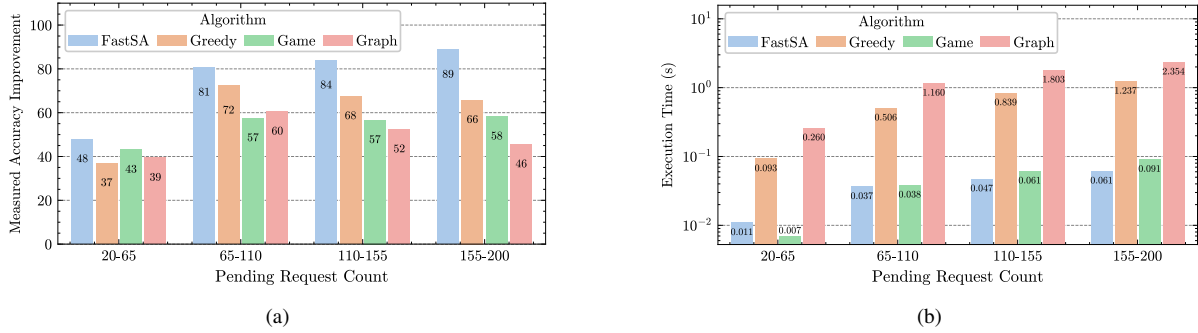 Measured Accuracy Improvement
100
80
60
40
20
0
Algorithm
FastSA Greedy Game Graph
48 37 43 39
81 72 57 60
84 68 57 52
89 66 58 46
20-65 65-110 110-155 155-200
Pending Request Count
(a)
Execution Time (s)
10^1
10^0
10^-1
10^-2
Algorithm
FastSA Greedy Game Graph
0.011 0.093 0.007 0.260
0.037 0.506 0.038 1.160
0.047 0.839 0.061 1.803
0.061 1.237 0.091 2.354
20-65 65-110 110-155 155-200
Pending Request Count
(b)